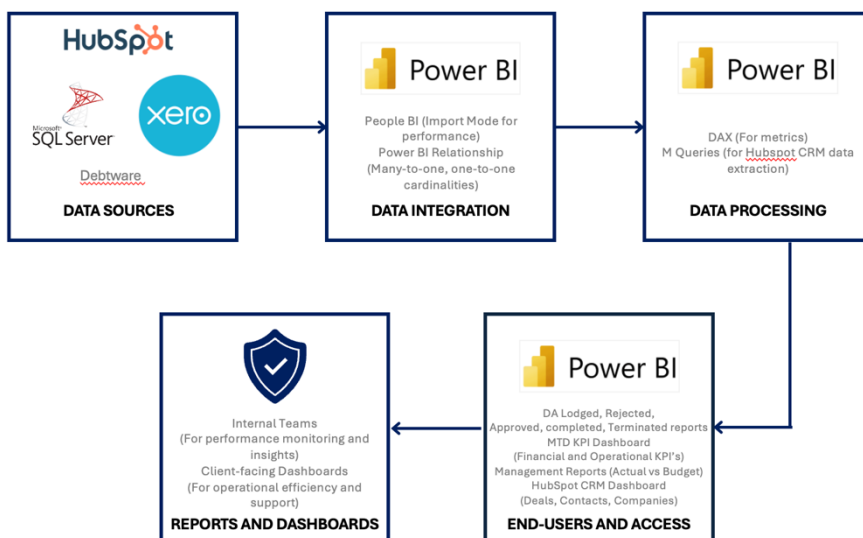 HubSpot
Microsoft
SQL Server
xero
Debtware
DATA SOURCES
Power BI
People BI (Import Mode for
performance)
Power BI Relationship
(Many-to-one, one-to-one
cardinalities)
DATA INTEGRATION
Power BI
DAX (For metrics)
M Queries (for Hubspot CRM data
extraction)
DATA PROCESSING
Internal Teams
(For performance monitoring and
insights)
Client-facing Dashboards
(For operational efficiency and
support)
REPORTS AND DASHBOARDS
Power BI
DA Lodged, Rejected,
Approved, completed, Terminated reports
MTD KPI Dashboard
(Financial and Operational KPI's)
Management Reports (Actual vs Budget)
HubSpot CRM Dashboard
(Deals, Contacts, Companies)
END-USERS AND ACCESS